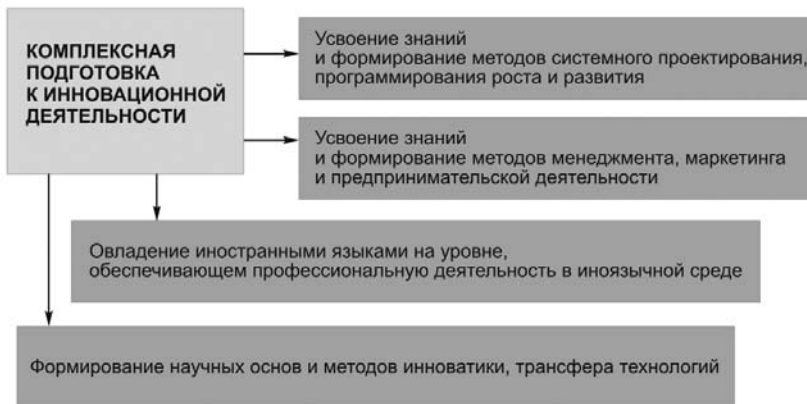 КОМПЛЕКСНАЯ
ПОДГОТОВКА
К ИННОВАЦИОННОЙ
ДЕЯТЕЛЬНОСТИ
Усвоение знаний
и формирование методов системного проектирования,
программирования роста и развития
Усвоение знаний
и формирование методов менеджмента, маркетинга
и предпринимательской деятельности
Овладение иностранными языками на уровне,
обеспечивающем профессиональную деятельность в иноязычной среде
Формирование научных основ и методов инноватики, трансфера технологий